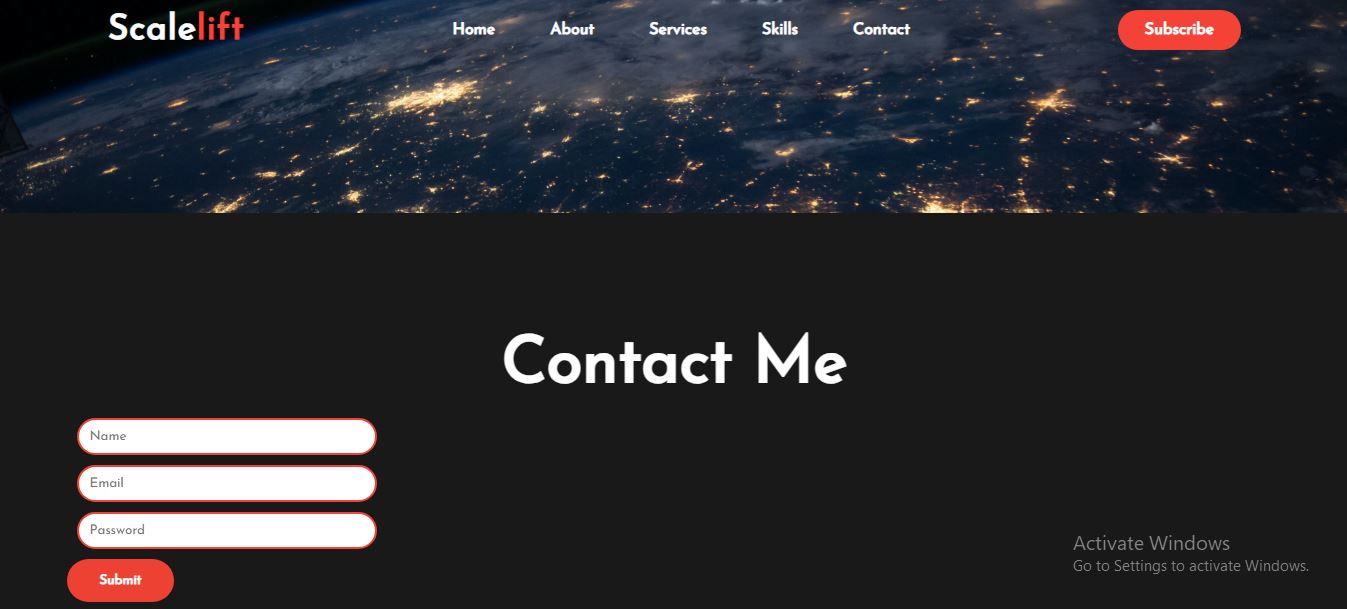 Scalelift
Home
About
Services
Skills
Contact
Subscribe
Contact Me
Name
Email
Password
Submit
Activate Windows
Go to Settings to activate Windows.